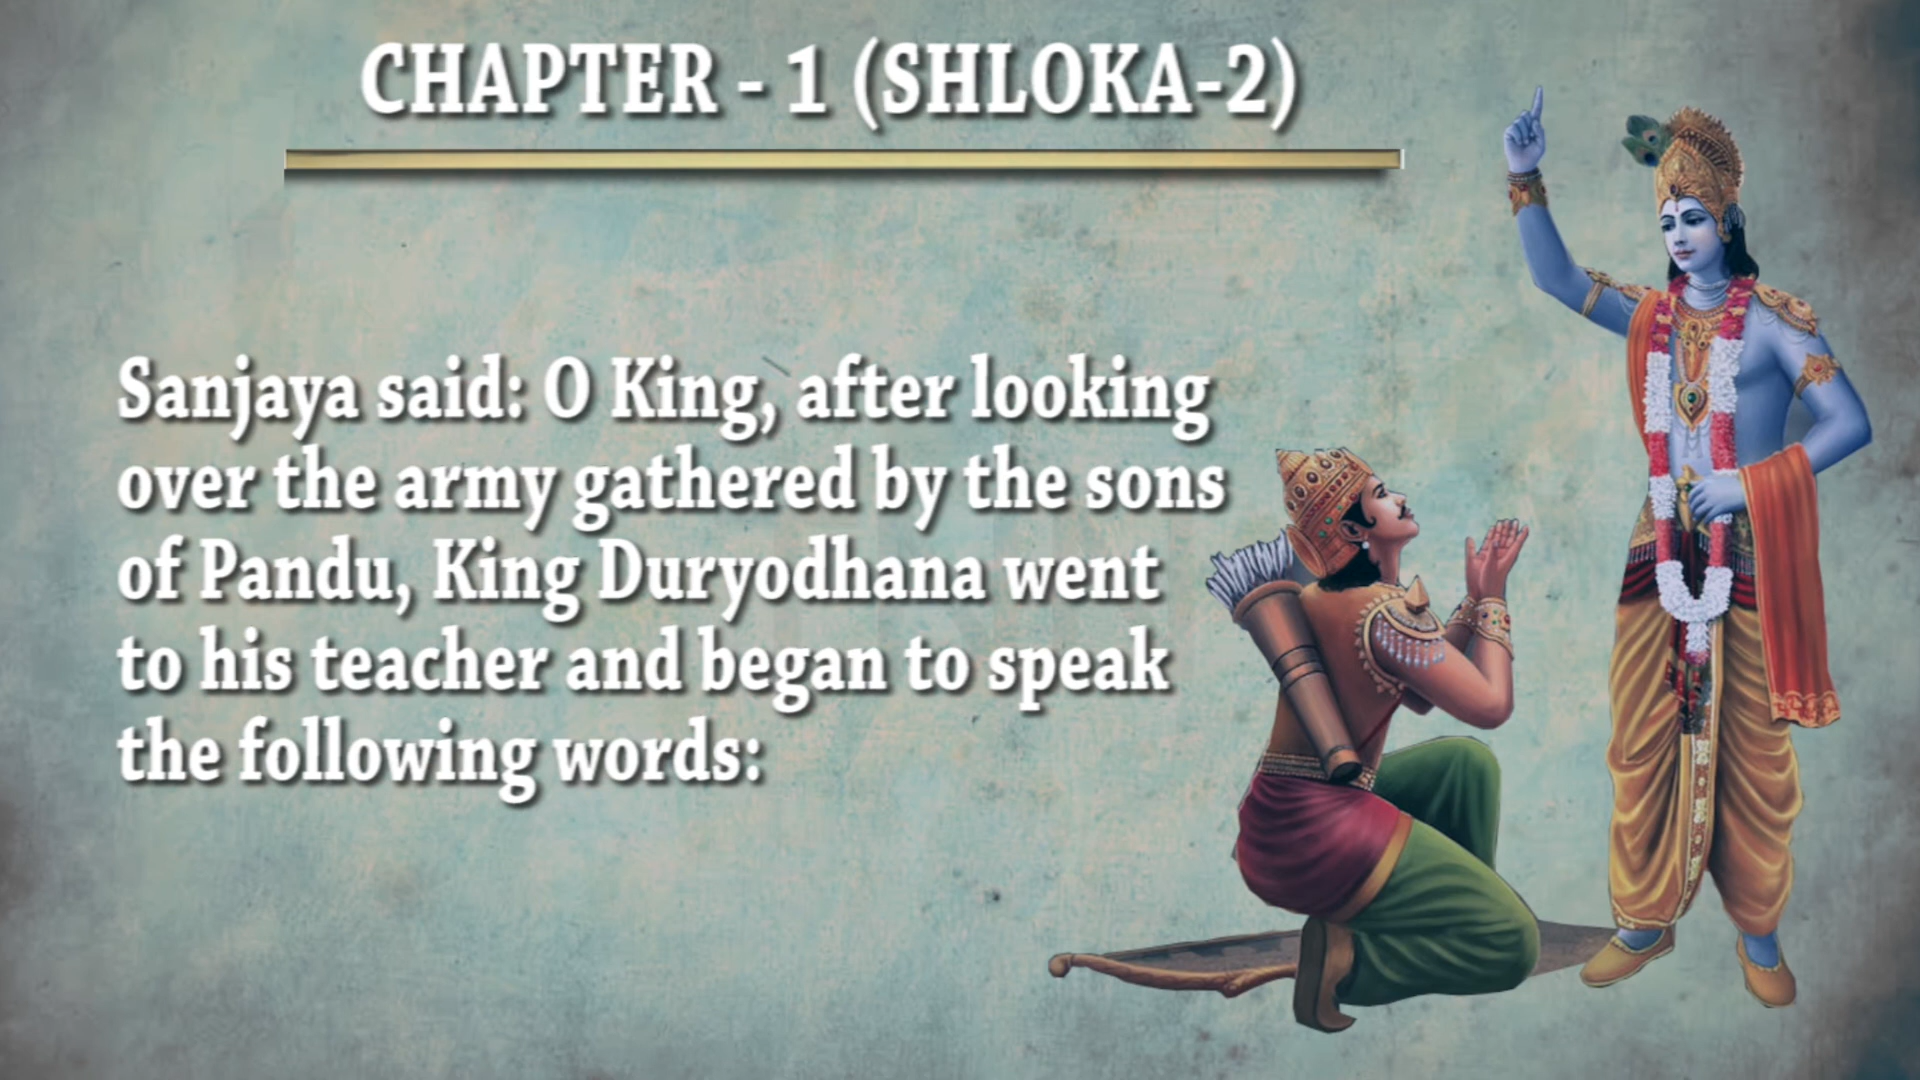 CHAPTER - 1 (SHLOKA-2)
Sanjaya said: O King, after looking
over the army gathered by the sons
of Pandu, King Duryodhana went
to his teacher and began to speak
the following words: